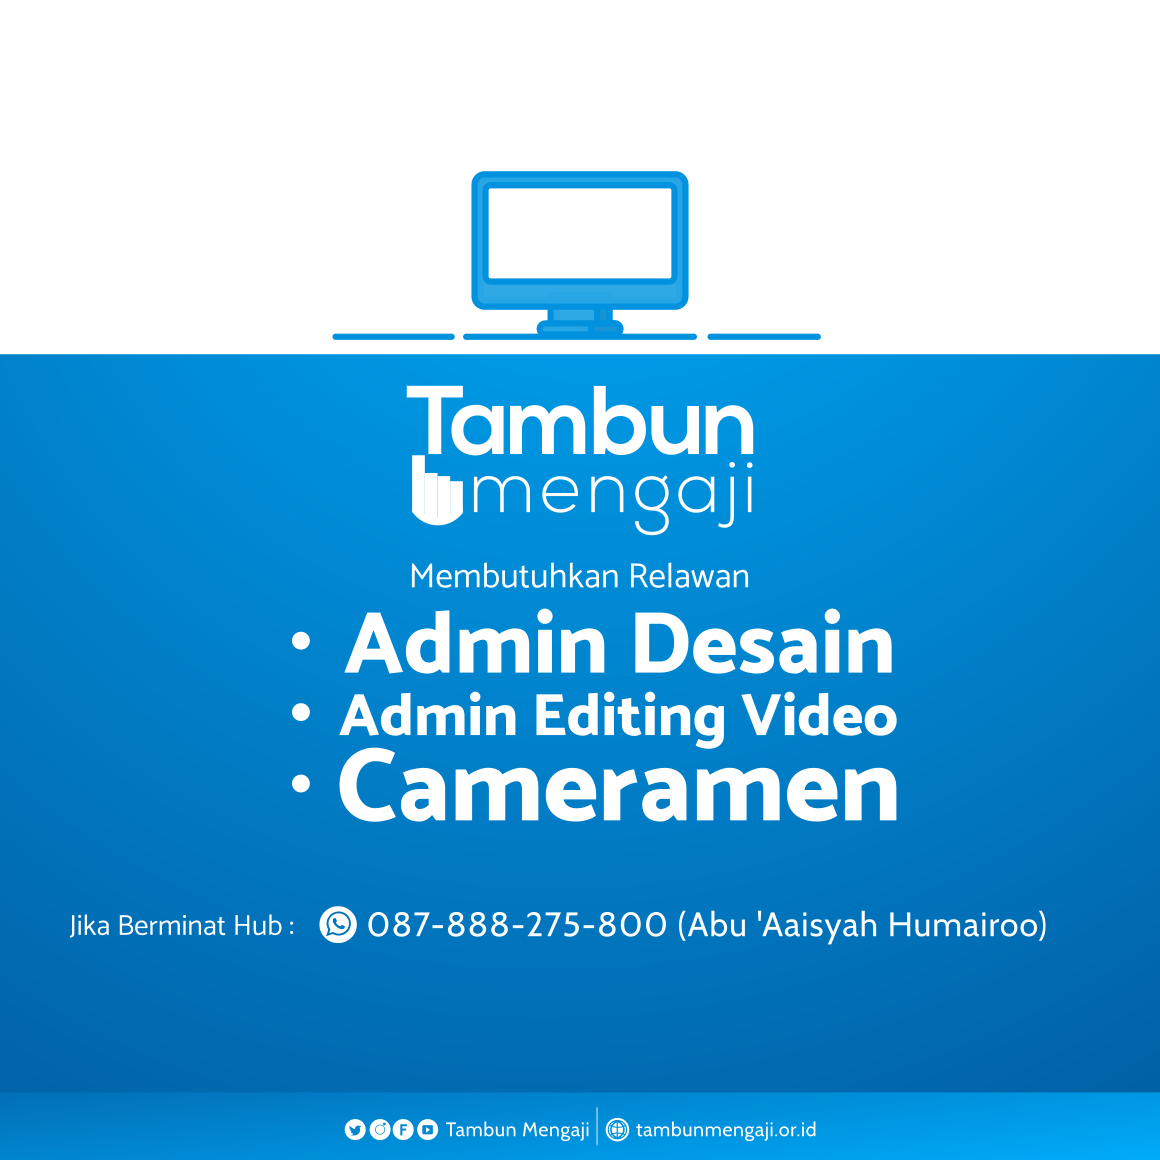 Tambun
mengaji
Membutuhkan Relawan
• Admin Desain
• Admin Editing Video
• Cameramen
Jika Berminat Hub : 087-888-275-800 (Abu 'Aaisyah Humairoo)
Tambun Mengaji | tambunmengaji.or.id